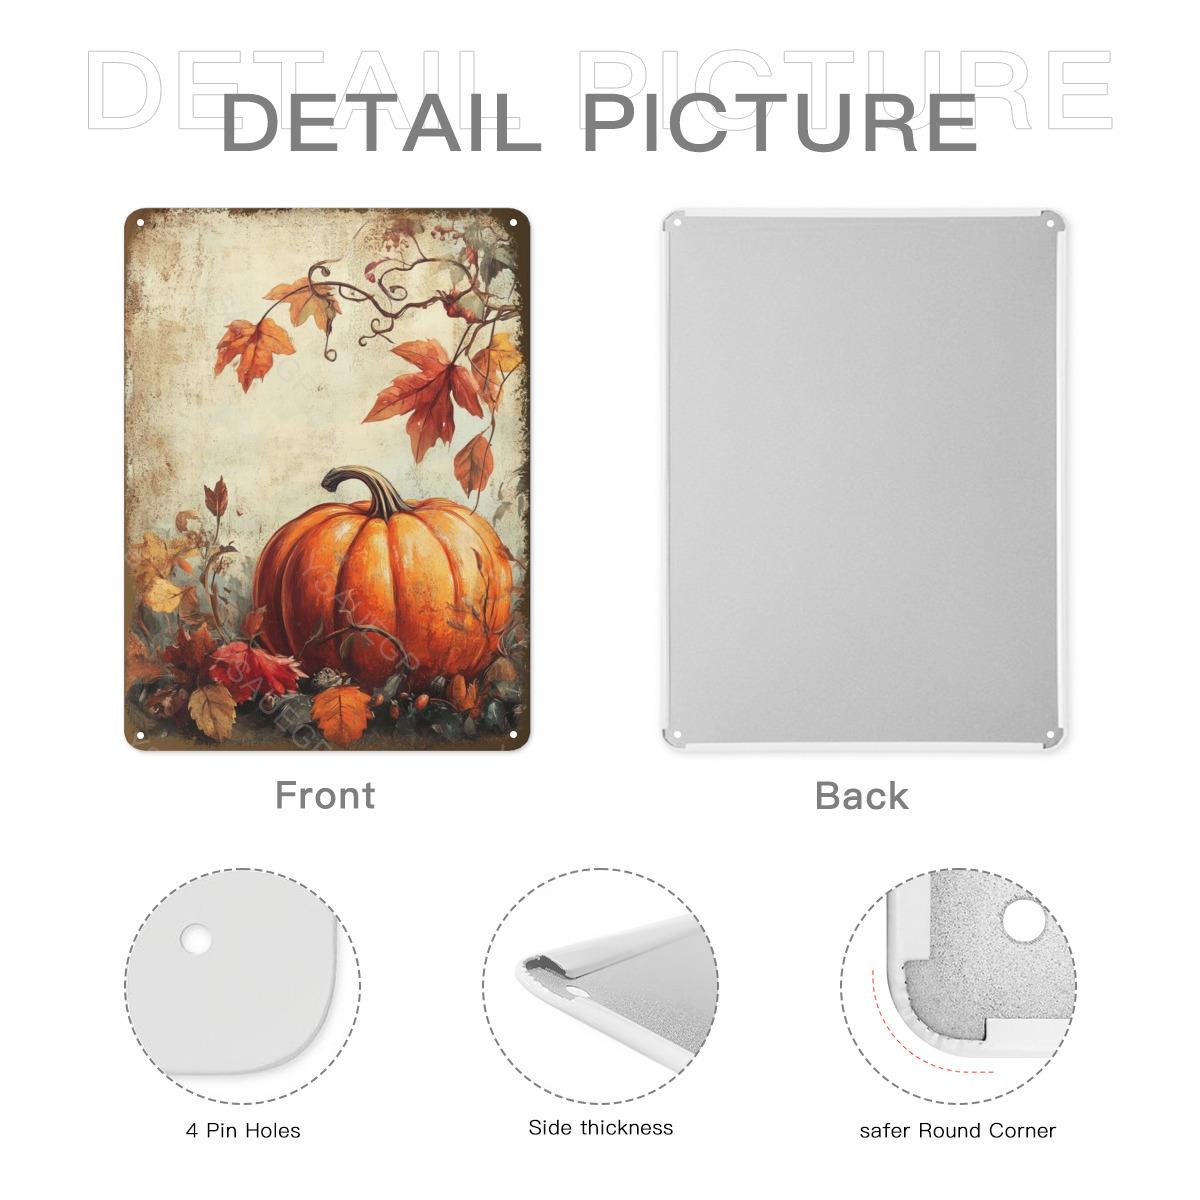 DETAIL PICTURE
DETAIL PICTURE
Front
Back
4 Pin Holes
Side thickness
safer Round Corner